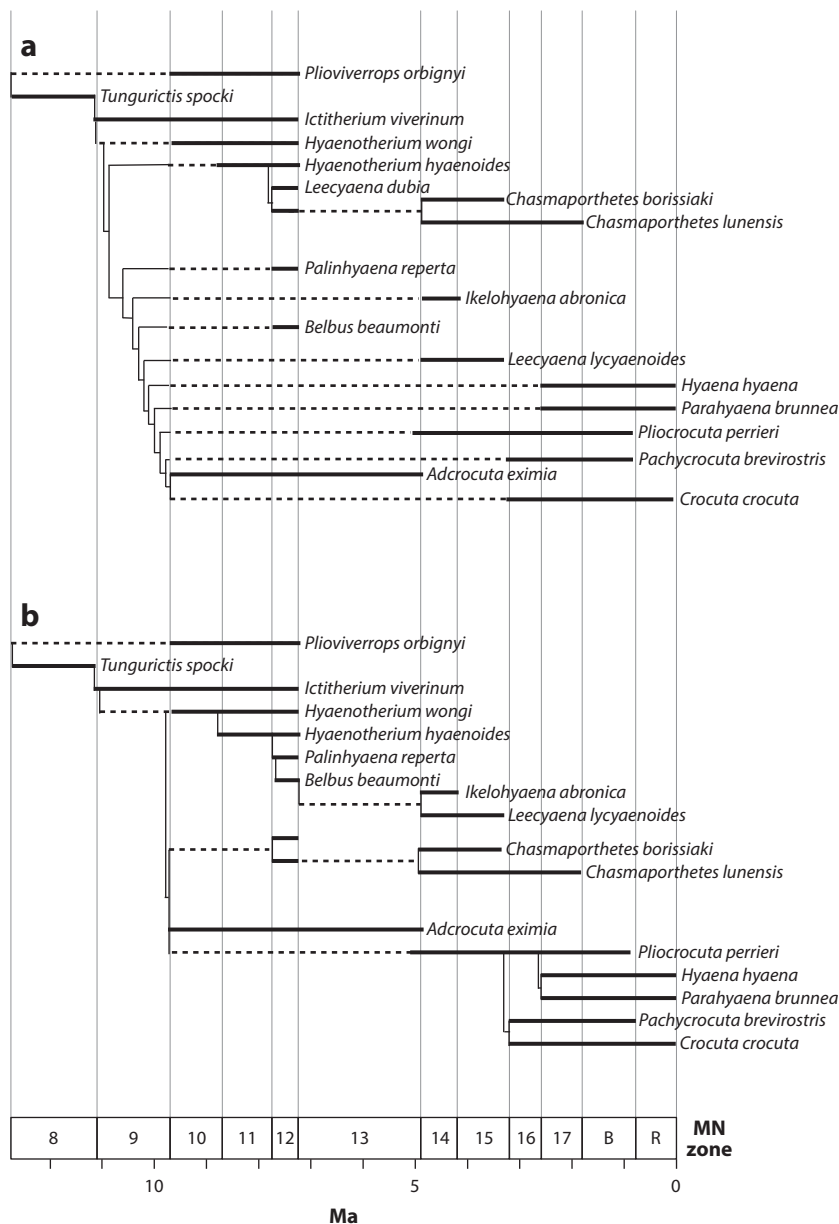 a
Plioviverrops orbignyi
Tungurictis spocki
Ictitherium viverinum
Hyaenotherium wongi
Hyaenotherium hyaenoides
Leecyaena dubia
Chasmaporthetes borissiaki
Chasmaporthetes lunensis
Palinhyaena reperta
Ikelohyaena abronica
Belbus beaumonti
Leecyaena lycyaenoides
Hyaena hyaena
Parahyaena brunnea
Pliocrocuta perrieri
Pachycrocuta brevirostris
Adcrocuta eximia
Crocuta crocuta
b
Plioviverrops orbignyi
Tungurictis spocki
Ictitherium viverinum
Hyaenotherium wongi
Hyaenotherium hyaenoides
Palinhyaena reperta
Belbus beaumonti
Ikelohyaena abronica
Leecyaena lycyaenoides
Chasmaporthetes borissiaki
Chasmaporthetes lunensis
Adcrocuta eximia
Pliocrocuta perrieri
Hyaena hyaena
Parahyaena brunnea
Pachycrocuta brevirostris
Crocuta crocuta
8 9 10 11 12 13 14 15 16 17 B R
MN
zone
10 5 0
Ma